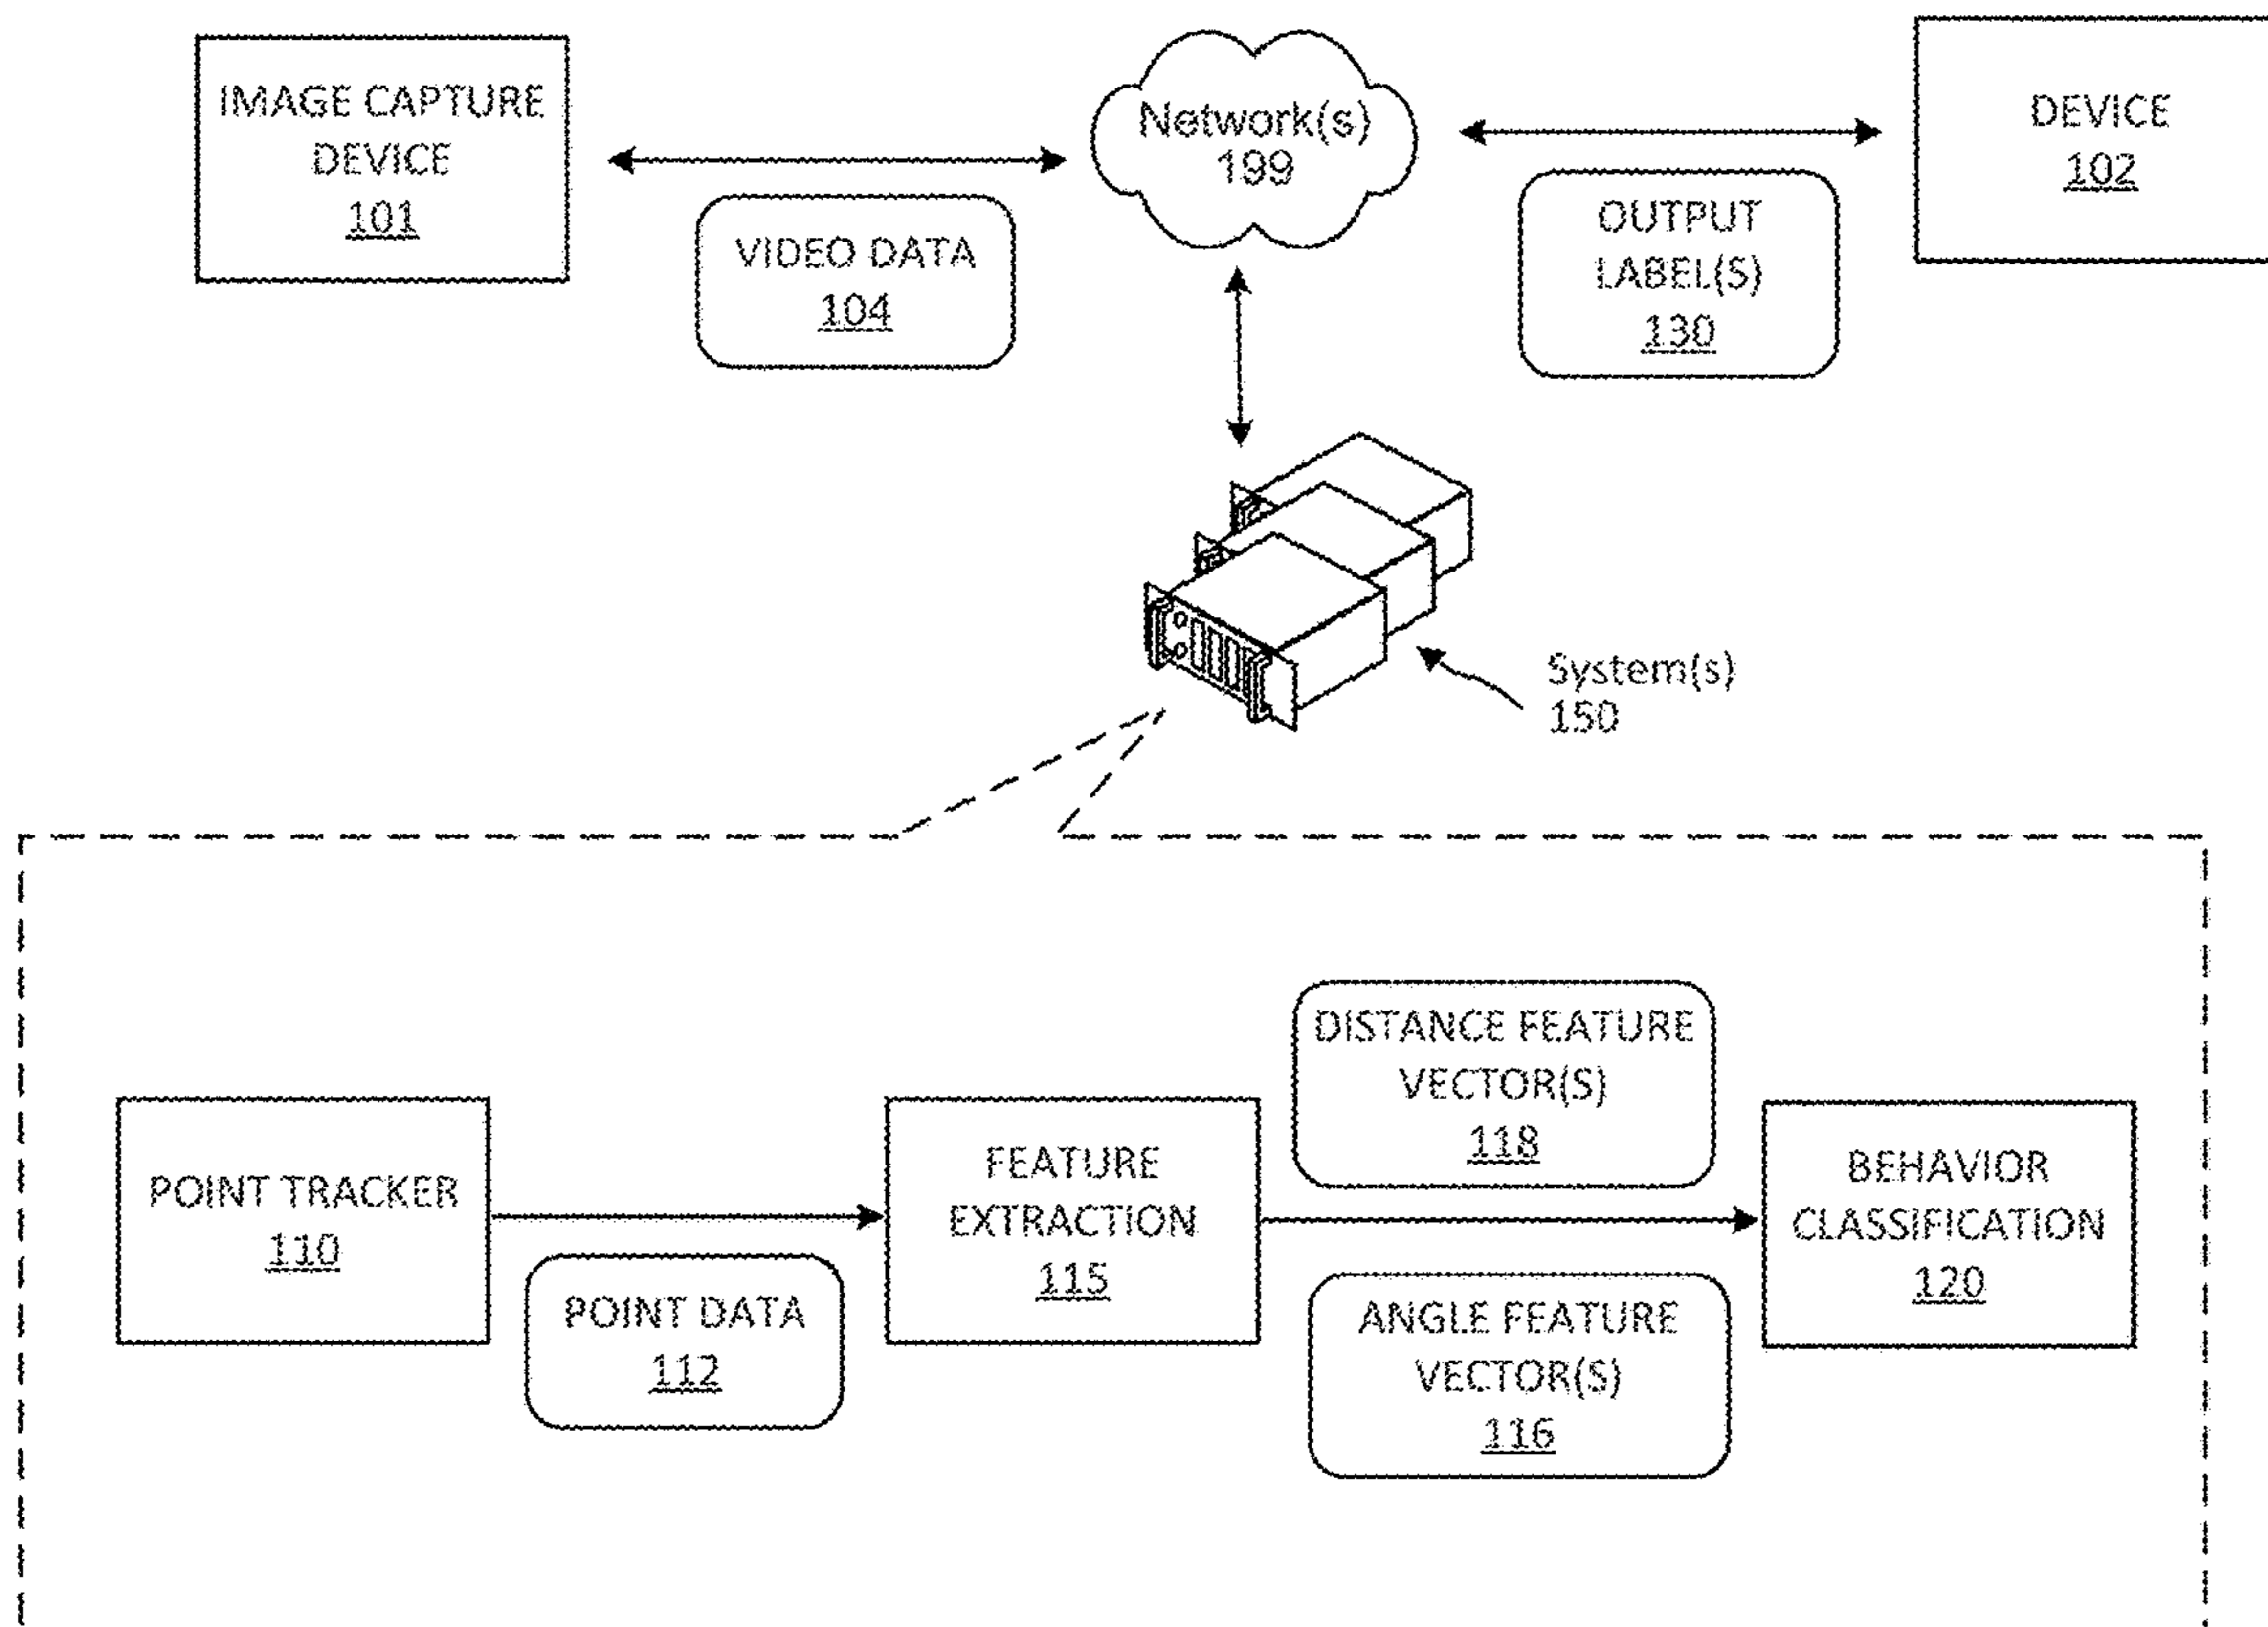 IMAGE CAPTURE
DEVICE
101
VIDEO DATA
104
Network(s)
199
OUTPUT
LABEL(S)
130
DEVICE
102
System(s)
150
POINT TRACKER
110
POINT DATA
112
FEATURE
EXTRACTION
115
DISTANCE FEATURE
VECTOR(S)
118
ANGLE FEATURE
VECTOR(S)
116
BEHAVIOR
CLASSIFICATION
120